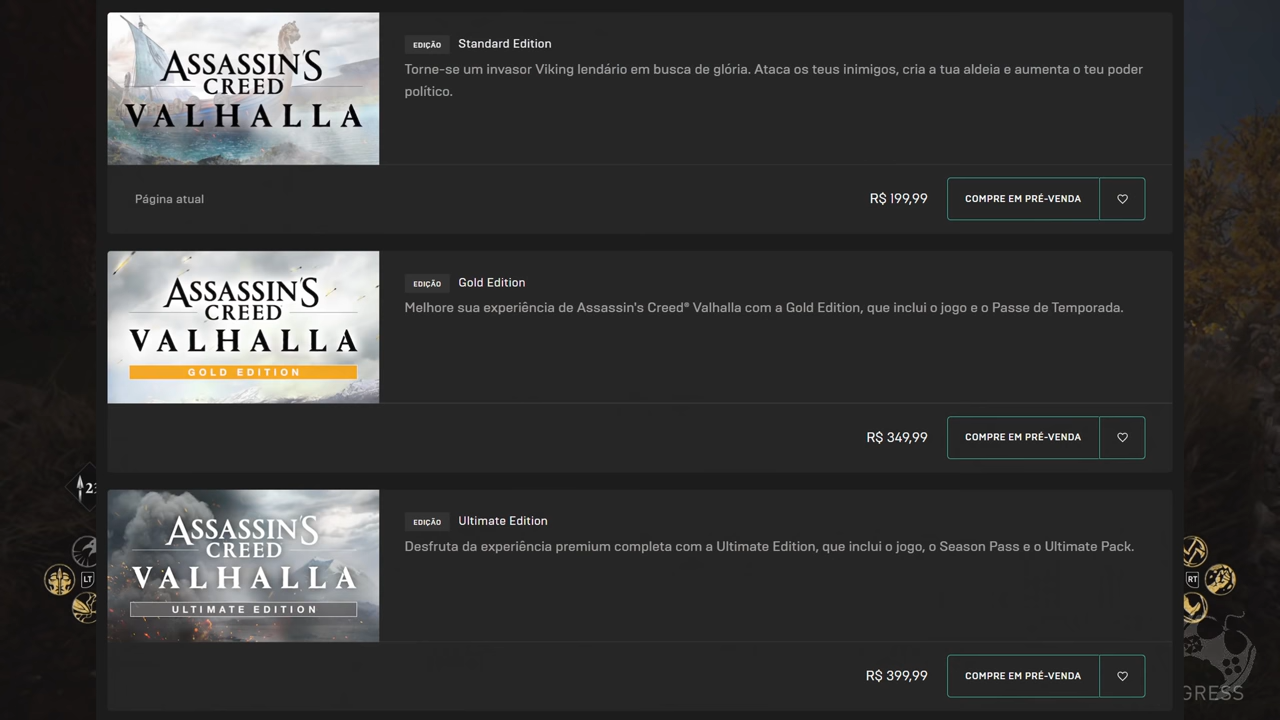 ASSASSIN'S
CREED
VALHALLA
EDIÇÃO Standard Edition
Torne-se um invasor Viking lendário em busca de glória. Ataca os teus inimigos, cria a tua aldeia e aumenta o teu poder
político.
Página atual
R$ 199,99
COMPRE EM PRÉ-VENDA
ASSASSIN'S
CREED
VALHALLA
GOLD EDITION
EDIÇÃO Gold Edition
Melhore sua experiência de Assassin's Creed® Valhalla com a Gold Edition, que inclui o jogo e o Passe de Temporada.
R$ 349,99
COMPRE EM PRÉ-VENDA
ASSASSIN'S
CREED
VALHALLA
ULTIMATE EDITION
EDIÇÃO Ultimate Edition
Desfruta da experiência premium completa com a Ultimate Edition, que inclui o jogo, o Season Pass e o Ultimate Pack.
R$ 399,99
COMPRE EM PRÉ-VENDA
LT
RT
GRESS